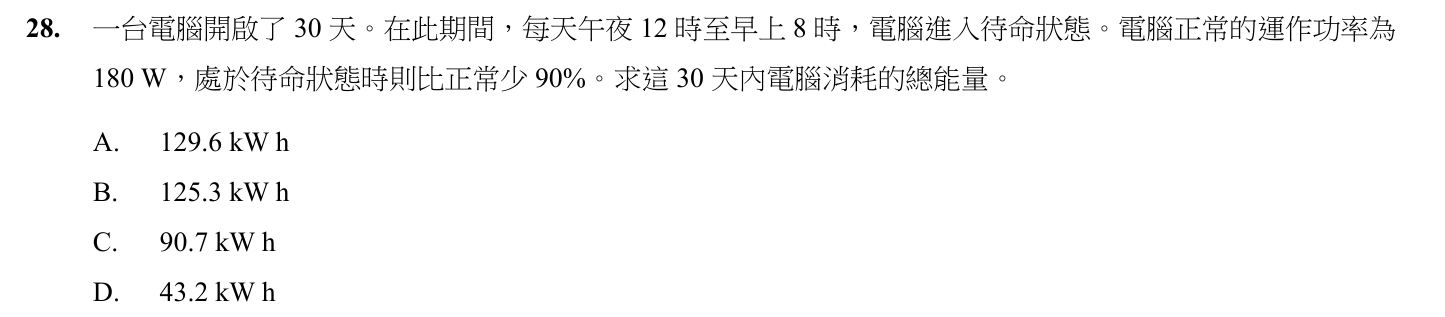 28. 一台電腦開啟了 30 天。在此期間，每天午夜 12 時至早上 8 時，電腦進入待命狀態。電腦正常的運作功率為
180 W，處於待命狀態時則比正常少 90%。求這 30 天內電腦消耗的總能量。
A. 129.6 kW h
B. 125.3 kW h
C. 90.7 kW h
D. 43.2 kW h